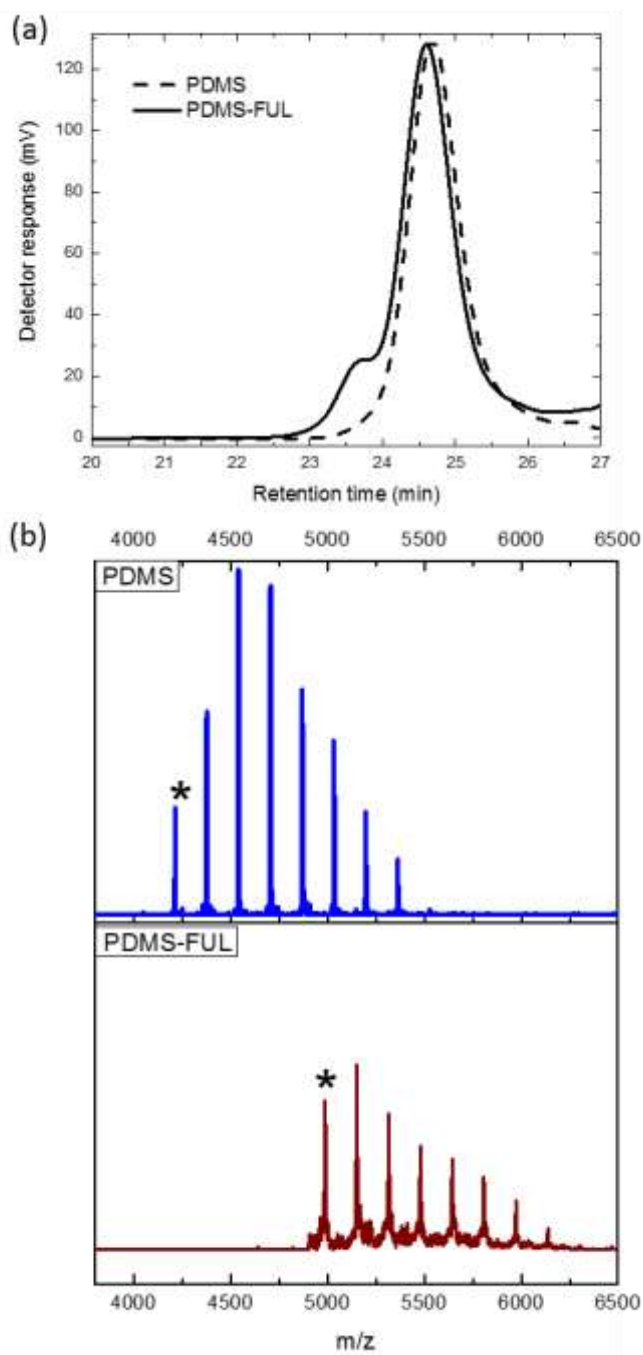 (a)
120
100
80
60
40
20
0
Detector response (mV)
PDMS
PDMS-FUL
20 21 22 23 24 25 26 27
Retention time (min)
(b)
4000 4500 5000 5500 6000 6500
PDMS
*
PDMS-FUL
*
4000 4500 5000 5500 6000 6500
m/z